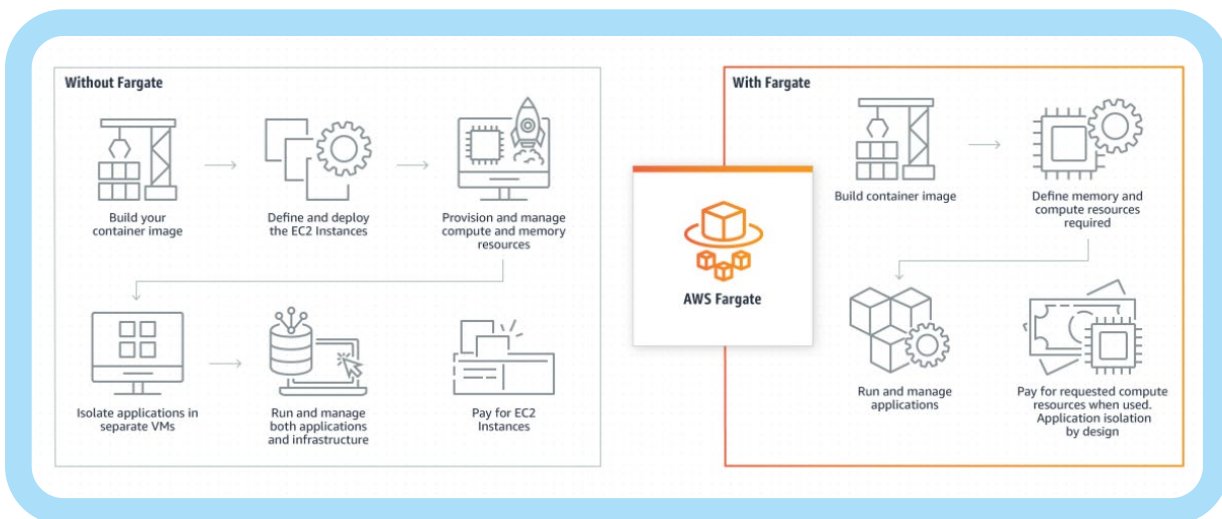 Without Fargate
Build your
container image
Define and deploy
the EC2 Instances
Provision and manage
compute and memory
resources
Isolate applications in
separate VMs
Run and manage
both applications
and infrastructure
Pay for EC2
Instances
AWS Fargate
With Fargate
Build container image
Define memory and
compute resources
required
Run and manage
applications
Pay for requested compute
resources when used.
Application isolation
by design